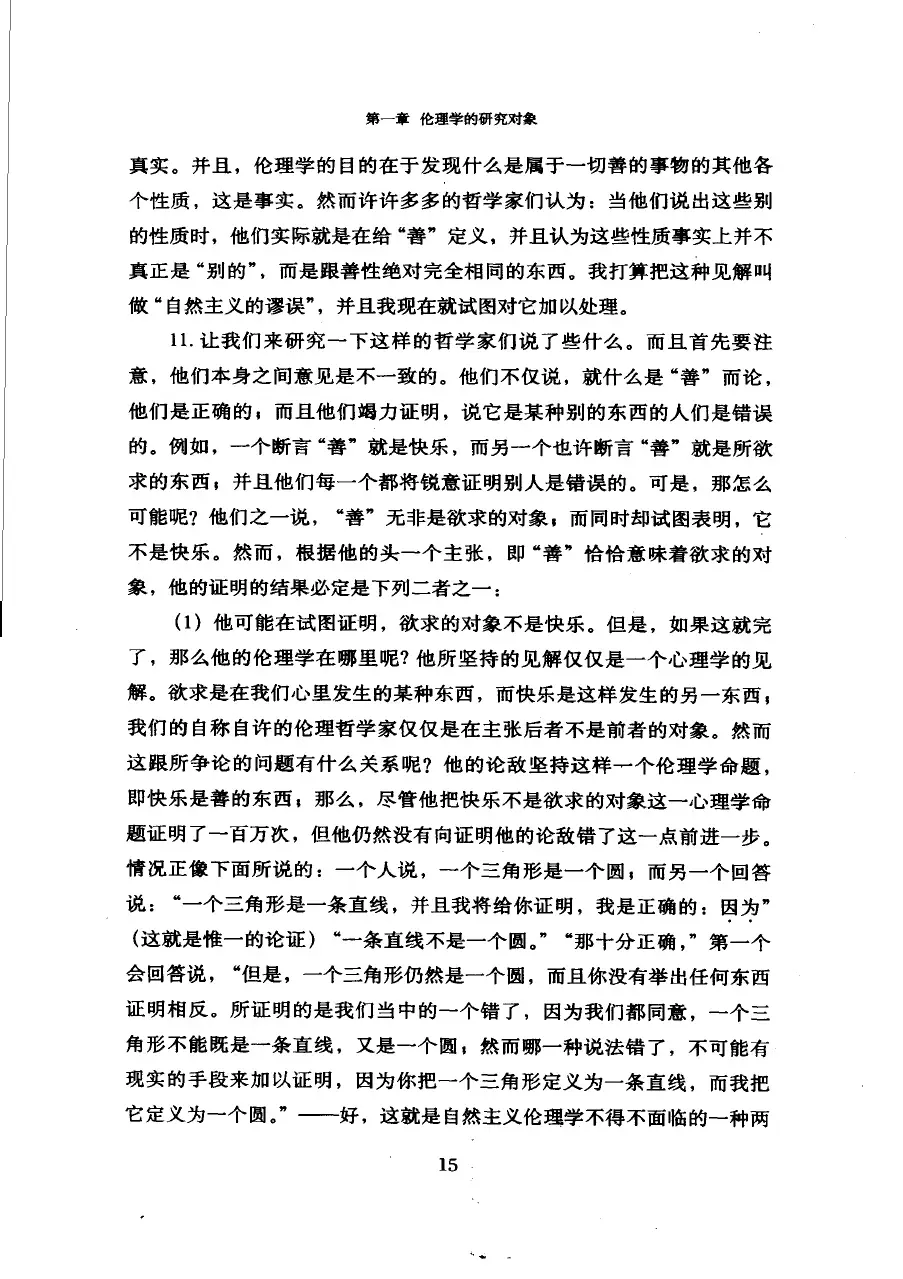 第一章 伦理学的研究对象
真实。并且，伦理学的目的在于发现什么是属于一切善的事物的其他各
个性质，这是事实。然而许许多多的哲学家们认为：当他们说出这些别
的性质时，他们实际就是在给“善”定义，并且认为这些性质事实上并不
真正是“别的”，而是跟善性绝对完全相同的东西。我打算把这种见解叫
做“自然主义的谬误”，并且我现在就试图对它加以处理。
11. 让我们来研究一下这样的哲学家们说了些什么。而且首先要注
意，他们本身之间意见是不一致的。他们不仅说，就什么是“善”而论，
他们是正确的；而且他们竭力证明，说它是某种别的东西的人们是错误
的。例如，一个断言“善”就是快乐，而另一个也许断言“善”就是所欲
求的东西；并且他们每一个都将锐意证明别人是错误的。可是，那怎么
可能呢？他们之一说，“善”无非是欲求的对象；而同时却试图表明，它
不是快乐。然而，根据他的头一个主张，即“善”恰恰意味着欲求的对
象，他的证明的结果必定是下列二者之一：
（1）他可能在试图证明，欲求的对象不是快乐。但是，如果这就完
了，那么他的伦理学在哪里呢？他所坚持的见解仅仅是一个心理学的见
解。欲求是在我们心里发生的某种东西，而快乐是这样发生的另一东西；
我们的自称自许的伦理哲学家仅仅是在主张后者不是前者的对象。然而
这跟所争论的问题有什么关系呢？他的论敌坚持这样一个伦理学命题，
即快乐是善的东西；那么，尽管他把快乐不是欲求的对象这一心理学命
题证明了一百万次，但他仍然没有向证明他的论敌错了这一点前进一步。
情况正像下面所说的：一个人说，一个三角形是一个圆；而另一个回答
说：“一个三角形是一条直线，并且我将给你证明，我是正确的：因为”
（这就是惟一的论证）“一条直线不是一个圆。”“那十分正确，”第一个
会回答说，“但是，一个三角形仍然是一个圆，而且你没有举出任何东西
证明相反。所证明的是我们当中的一个错了，因为我们都同意，一个三
角形不能既是一条直线，又是一个圆；然而哪一种说法错了，不可能有
现实的手段来加以证明，因为你把一个三角形定义为一条直线，而我把
它定义为一个圆。”——好，这就是自然主义伦理学不得不面临的一种两
15